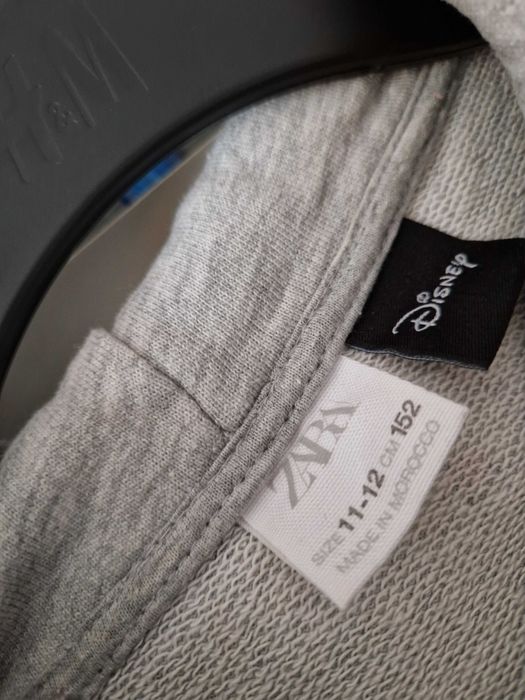 H&M
Disney
ZARA
SIZE 11-12 CM 152
MADE IN MOROCCO